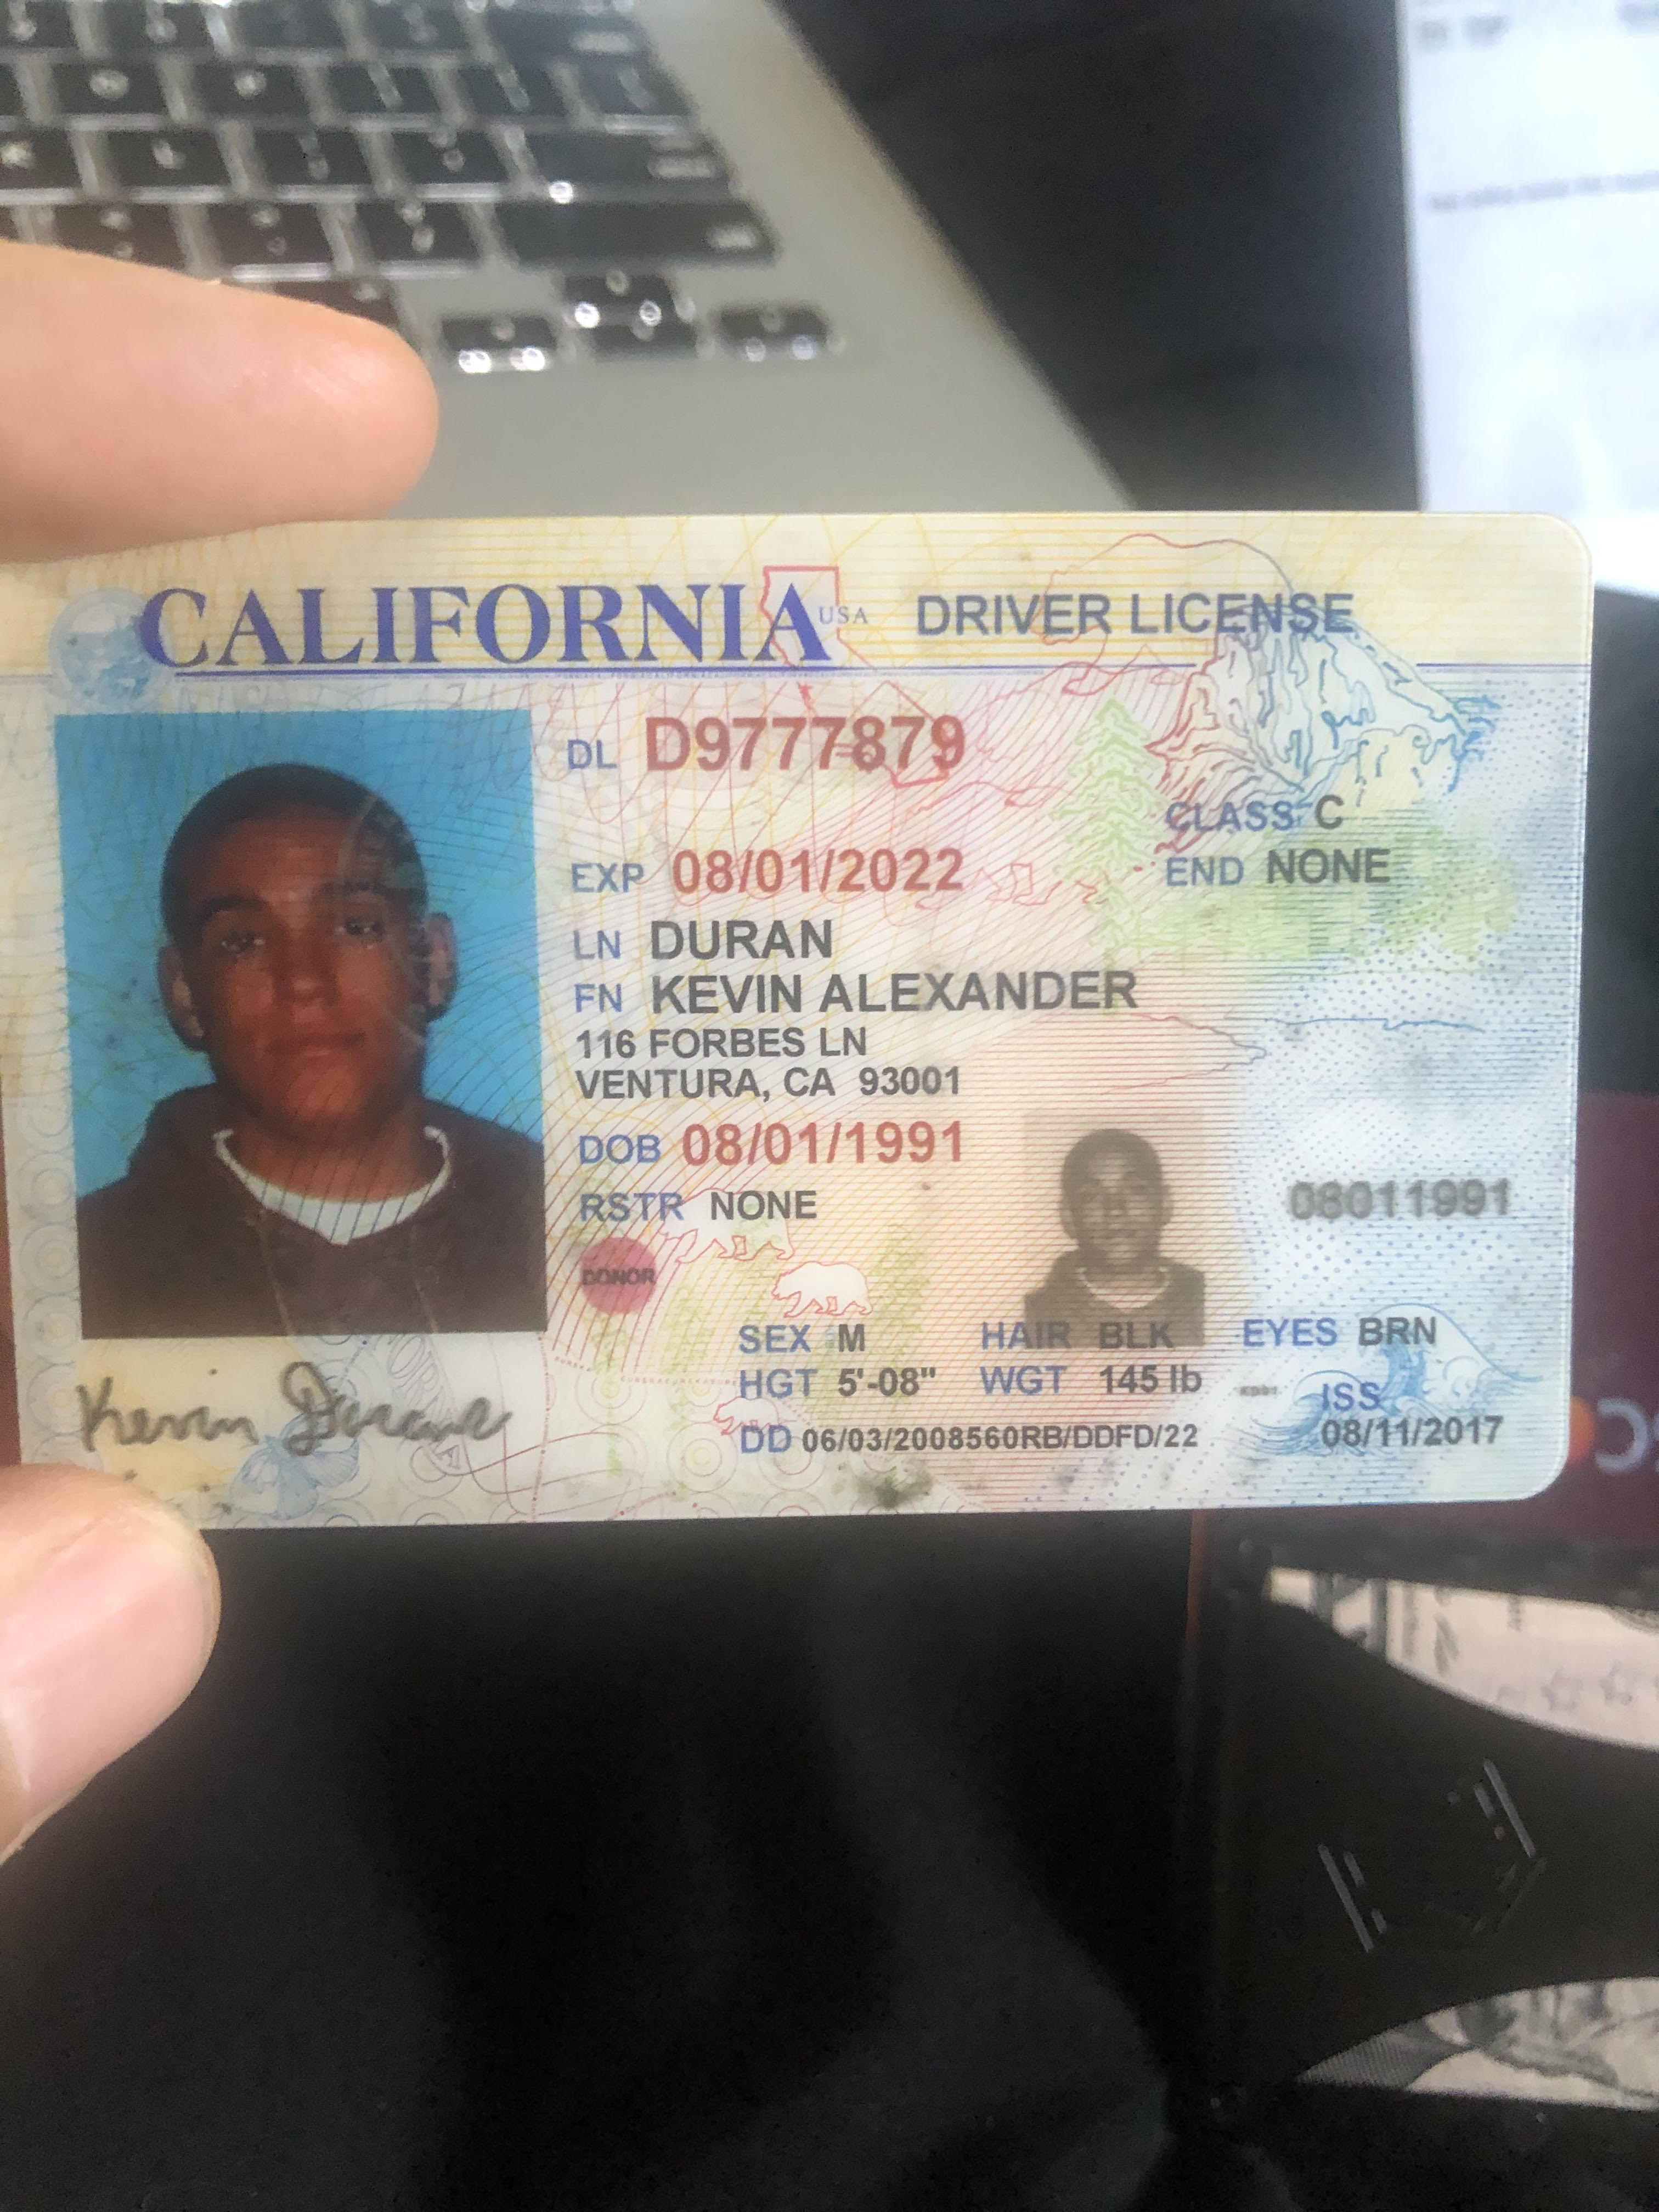 CALIFORNIA USA DRIVER LICENSE
DL D9777879
CLASS C
EXP 08/01/2022
END NONE
LN DURAN
FN KEVIN ALEXANDER
116 FORBES LN
VENTURA, CA 93001
DOB 08/01/1991
RSTR NONE
08011991
DONOR
SEX M HAIR BLK EYES BRN
HGT 5'-08" WGT 145 lb
ISS
DD 06/03/2008560RB/DDFD/22 08/11/2017
Kevin Duran